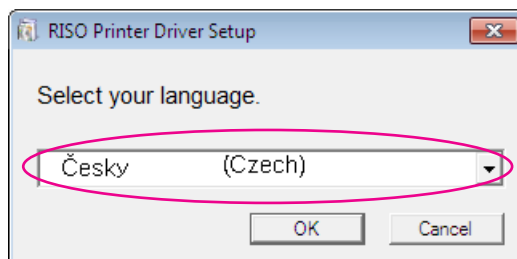 RISO Printer Driver Setup
Select your language.
Česky (Czech)
OK Cancel